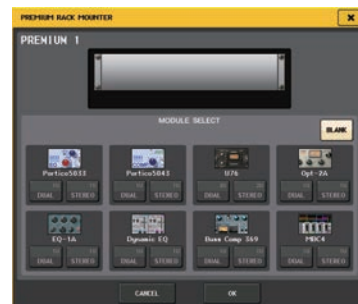 PREMIUM RACK MOUNTER
PREMIUM 1
MODULE SELECT
BLANK
Portico5033 Portico5043 U76 Opt-2A
DUAL STEREO DUAL STEREO DUAL STEREO DUAL STEREO
EQ-1A Dynamic EQ Buss Comp 369 MBC4
DUAL STEREO DUAL STEREO DUAL STEREO DUAL STEREO
CANCEL OK